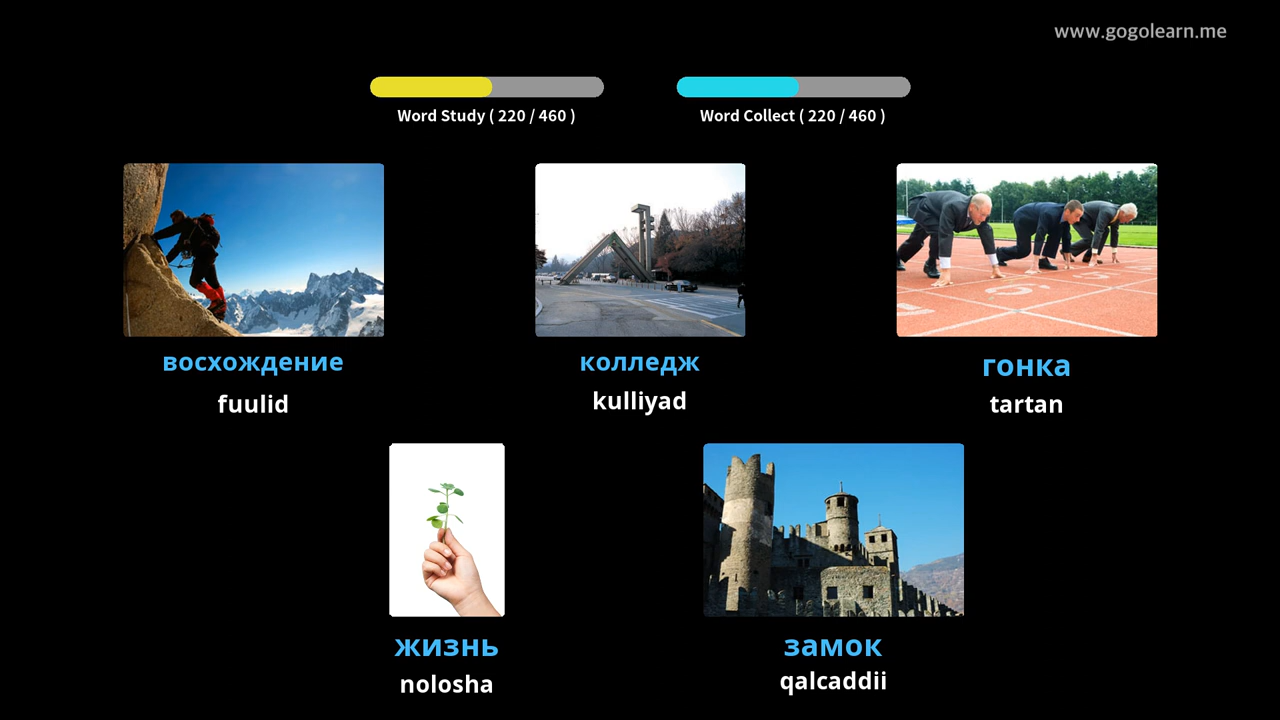 www.gogolearn.me
Word Study ( 220 / 460 )
Word Collect ( 220 / 460 )
восхождение
fuulid
колледж
kulliyad
гонка
tartan
жизнь
nolosha
замок
qalcaddii